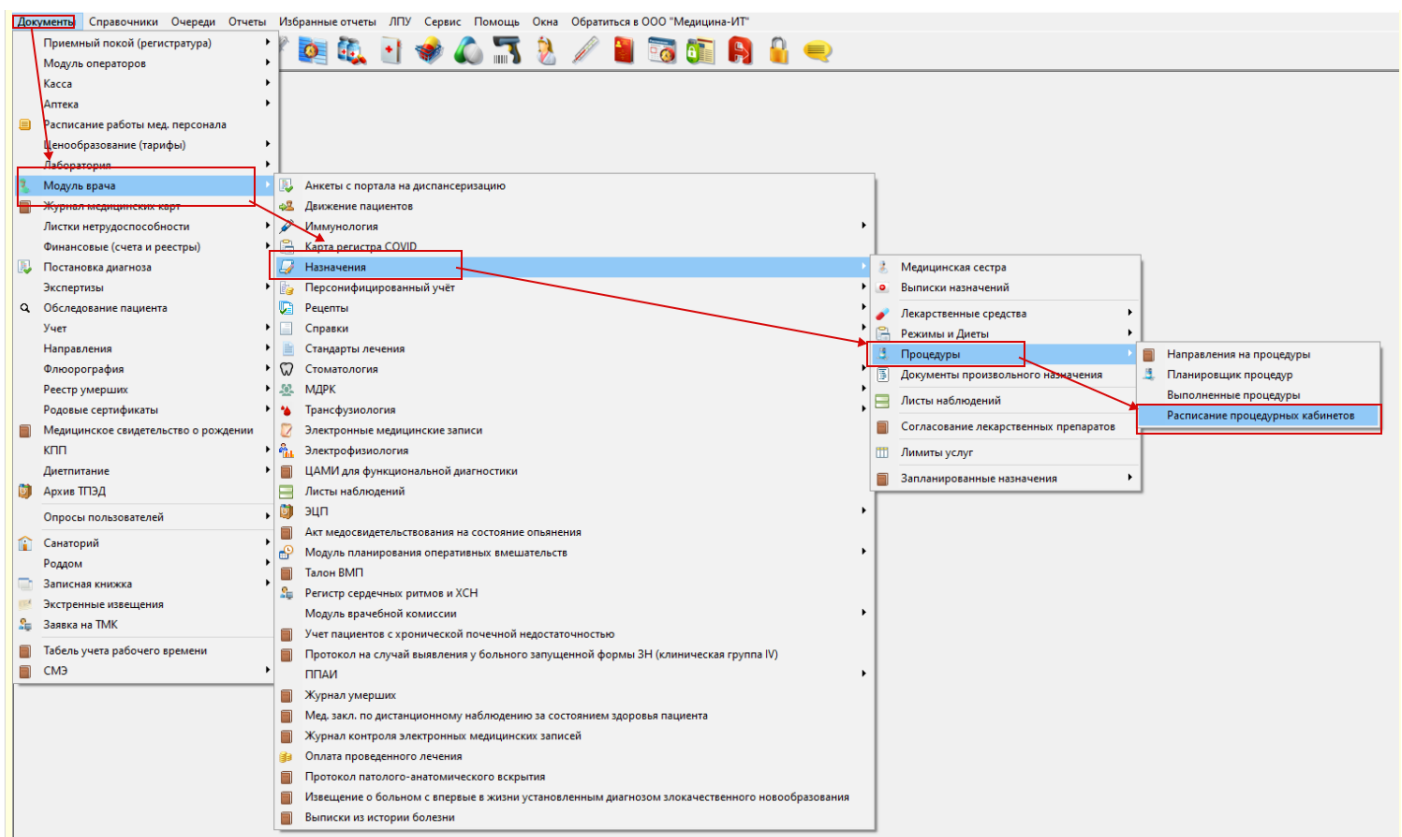 Документы Справочники Очереди Отчеты Избранные отчеты ЛПУ Сервис Помощь Окна Обратиться в ООО "Медицина-ИТ"
Приемный покой (регистратура)
Модуль операторов
Касса
Аптека
Расписание работы мед. персонала
Ценообразование (тарифы)
Лаборатория
Модуль врача
Журнал медицинских карт
Листки нетрудоспособности
Финансовые (счета и реестры)
Постановка диагноза
Экспертизы
Обследование пациента
Учет
Направления
Флюорография
Реестр умерших
Родовые сертификаты
Медицинское свидетельство о рождении
КПП
Диетпитание
Архив ТПЭД
Опросы пользователей
Санаторий
Роддом
Записная книжка
Экстренные извещения
Заявка на ТМК
Табель учета рабочего времени
СМЭ
Анкеты с портала на диспансеризацию
Движение пациентов
Иммунология
Карта регистра COVID
Назначения
Персонифицированный учёт
Рецепты
Справки
Стандарты лечения
Стоматология
МДРК
Трансфузиология
Электронные медицинские записи
Электрофизиология
ЦАМИ для функциональной диагностики
Листы наблюдений
ЭЦП
Акт медосвидетельствования на состояние опьянения
Модуль планирования оперативных вмешательств
Талон ВМП
Регистр сердечных ритмов и ХСН
Модуль врачебной комиссии
Учет пациентов с хронической почечной недостаточностью
Протокол на случай выявления у больного запущенной формы ЗН (клиническая группа IV)
ППАИ
Журнал умерших
Мед. закл. по дистанционному наблюдению за состоянием здоровья пациента
Журнал контроля электронных медицинских записей
Оплата проведенного лечения
Протокол патолого-анатомического вскрытия
Извещение о больном с впервые в жизни установленным диагнозом злокачественного новообразования
Выписки из истории болезни
Медицинская сестра
Выписки назначений
Лекарственные средства
Режимы и Диеты
Процедуры
Документы произвольного назначения
Листы наблюдений
Согласование лекарственных препаратов
Лимиты услуг
Запланированные назначения
Направления на процедуры
Планировщик процедур
Выполненные процедуры
Расписание процедурных кабинетов